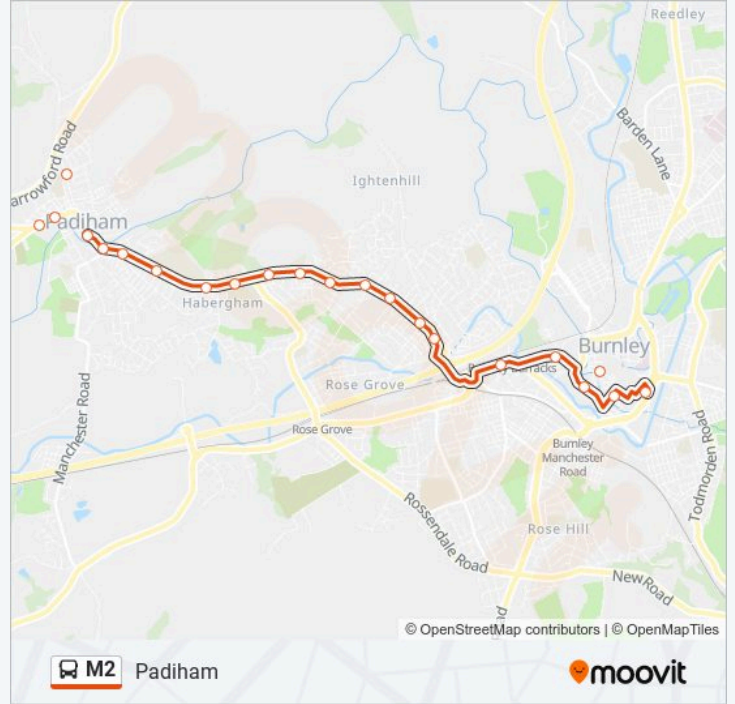 Reedley
Barden Lane
arrowford Road
Ightenhill
Padiham
Habergham
Burnley
Rose Grove
Manchester Road
Rose Grove
Burnley
Manchester
Road
Todmorden Road
Rossendale Road
Rose Hill
New Road
© OpenStreetMap contributors | © OpenMapTiles
M2 Padiham
moovit